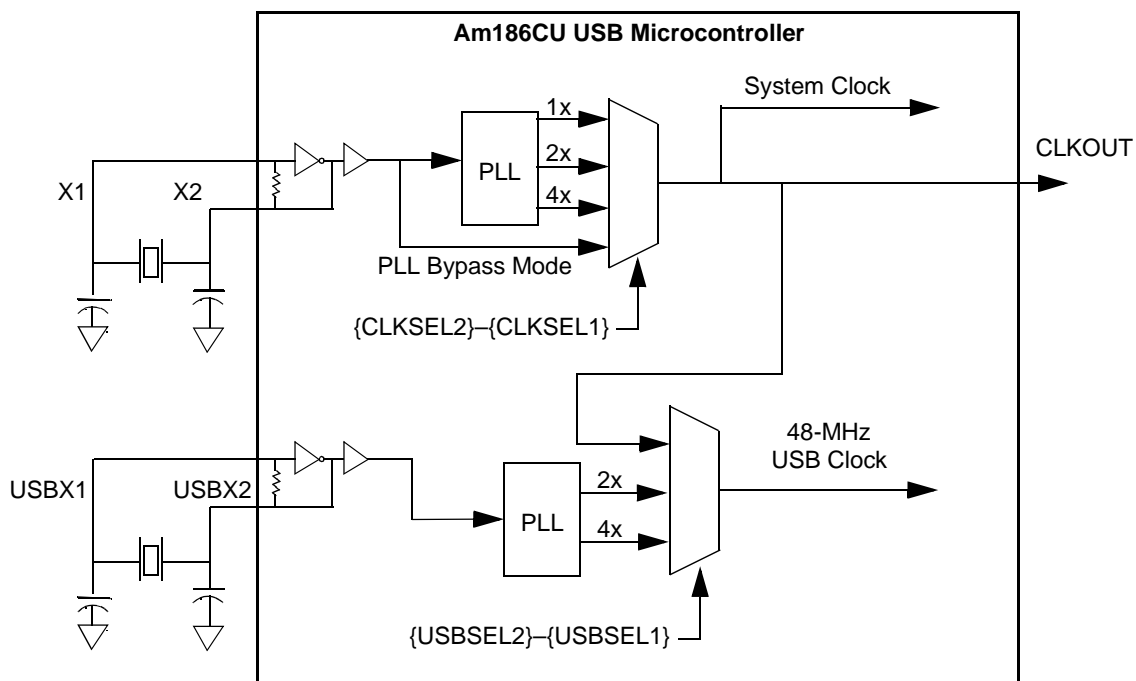 Am186CU USB Microcontroller
System Clock
1x
CLKOUT
2x
PLL
X1
X2
4x
PLL Bypass Mode
{CLKSEL2}–{CLKSEL1}
48-MHz
USB Clock
USBX1
USBX2
2x
PLL
4x
{USBSEL2}–{USBSEL1}